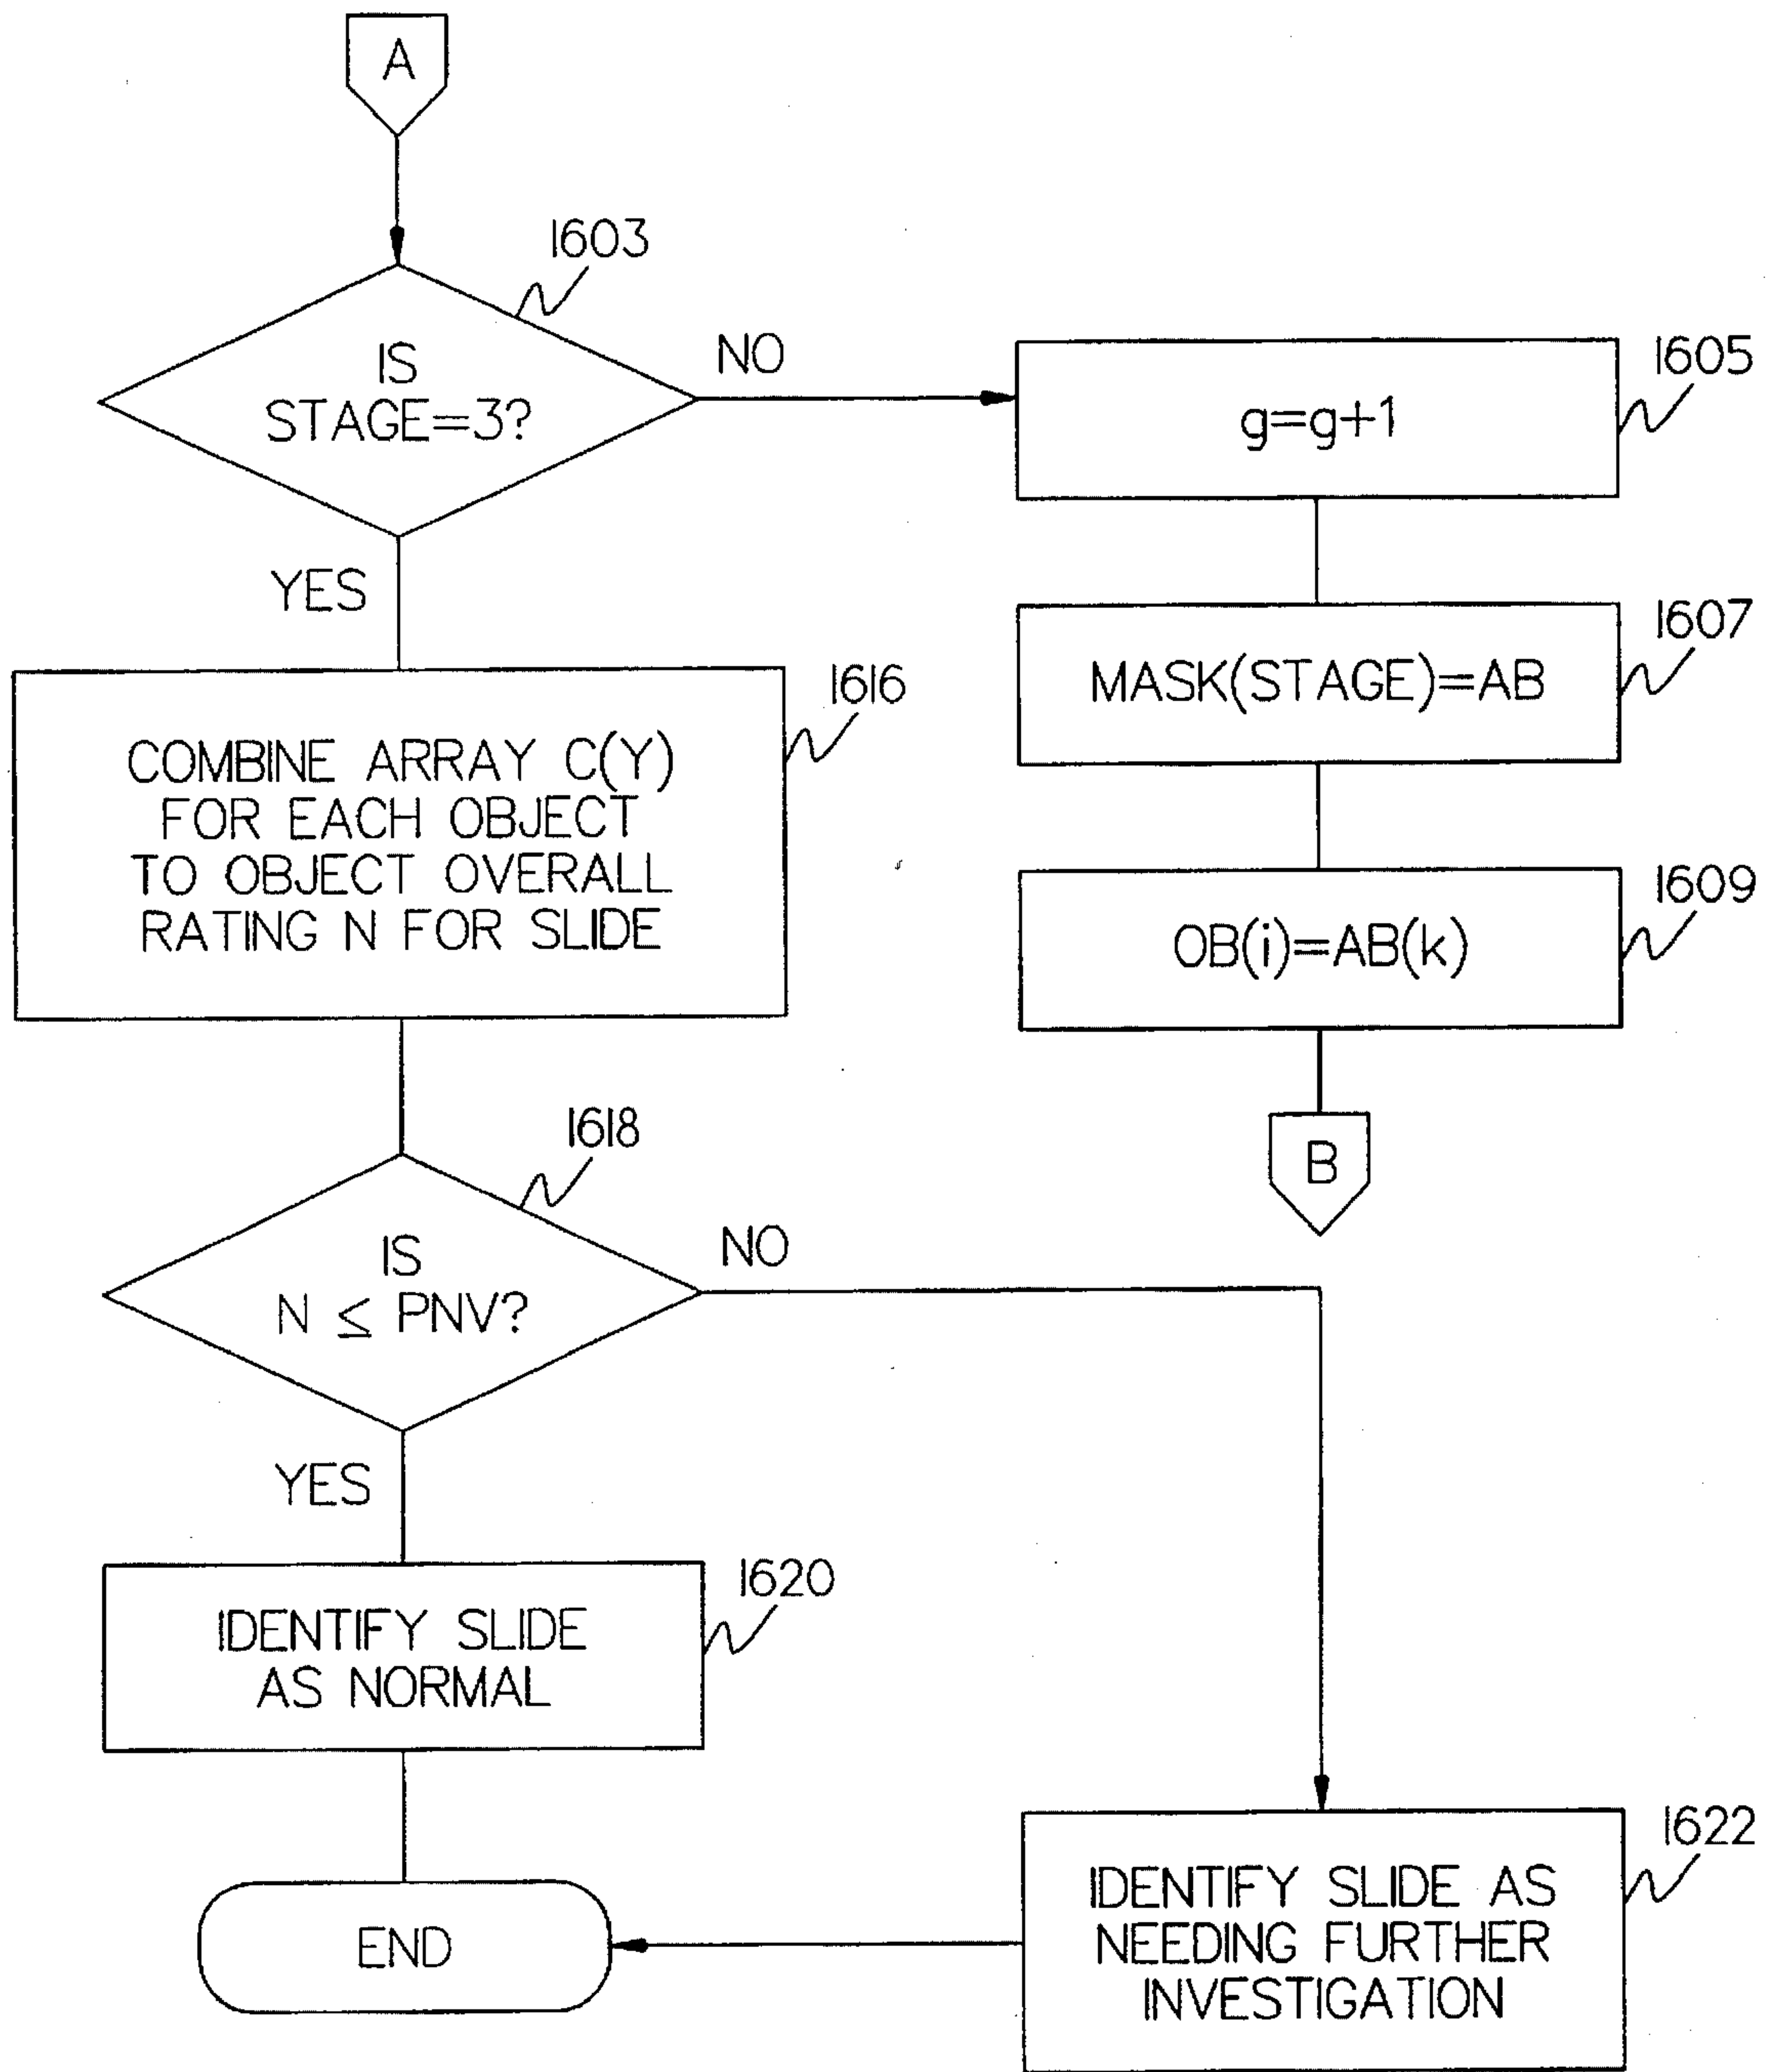 A
1603
IS
STAGE=3?
NO
YES
1605
g=g+1
1607
MASK(STAGE)=AB
1609
OB(i)=AB(k)
B
1616
COMBINE ARRAY C(Y)
FOR EACH OBJECT
TO OBJECT OVERALL
RATING N FOR SLIDE
1618
IS
N ≤ PNV?
NO
YES
1620
IDENTIFY SLIDE
AS NORMAL
1622
IDENTIFY SLIDE AS
NEEDING FURTHER
INVESTIGATION
END